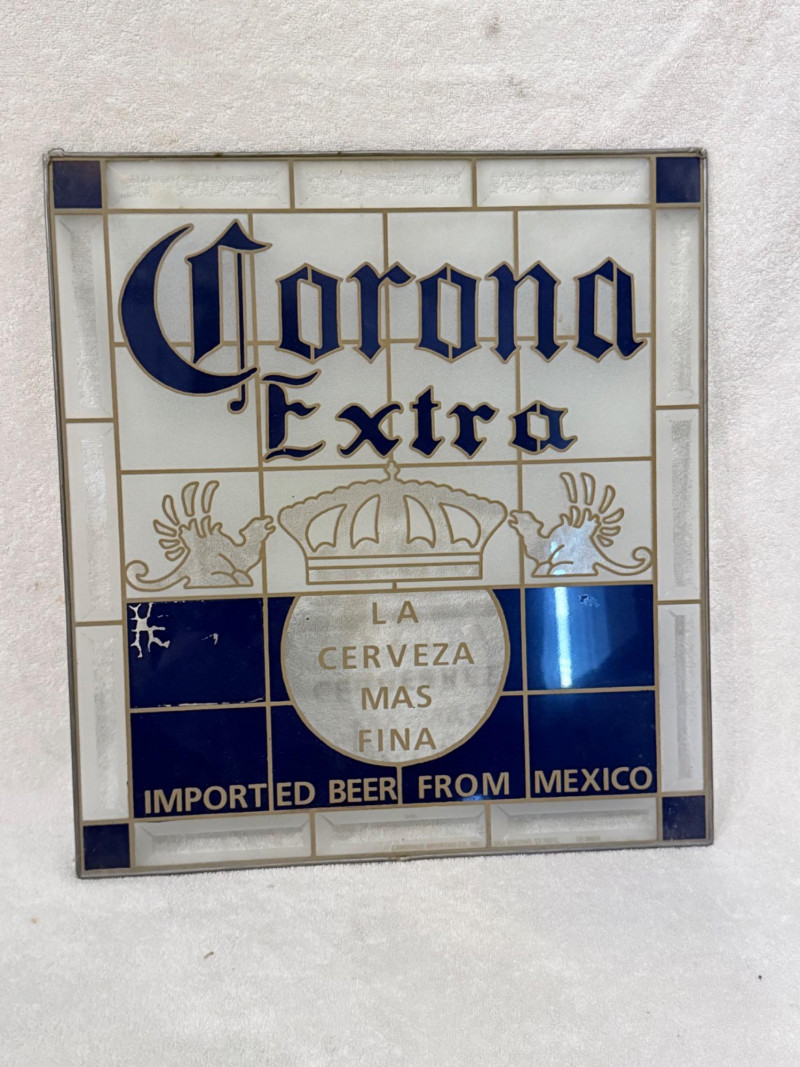 Corona
Extra
LA
CERVEZA
MAS
FINA
IMPORTED BEER FROM MEXICO